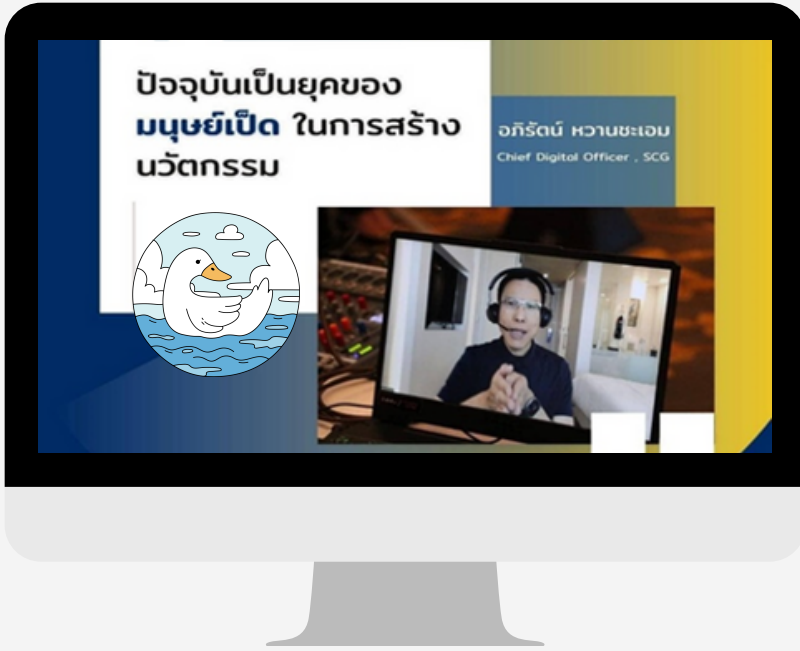 ปัจจุบันเป็นยุคของ
มนุษย์เป็ด ในการสร้าง
นวัตกรรม
อภิรัตน์ หวานชะเอม
Chief Digital Officer , SCG